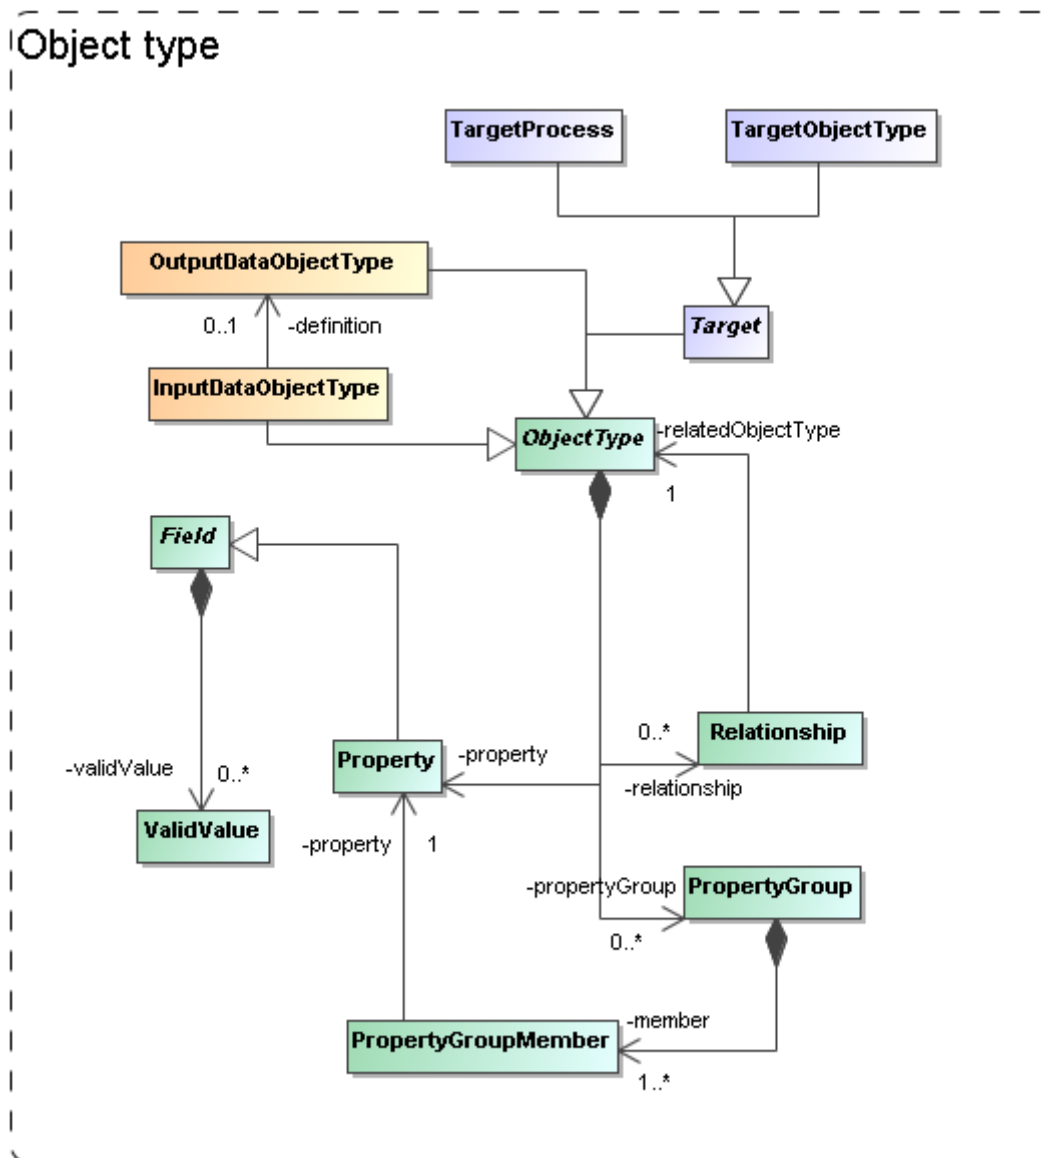 Object type
TargetProcess
TargetObjectType
OutputDataObjectType
0..1
-definition
Target
InputDataObjectType
ObjectType
-relatedObjectType
1
Field
0..*
Relationship
-property
Property
-validValue
0..*
-relationship
ValidValue
-property
1
-propertyGroup
PropertyGroup
0..*
-member
PropertyGroupMember
1..*